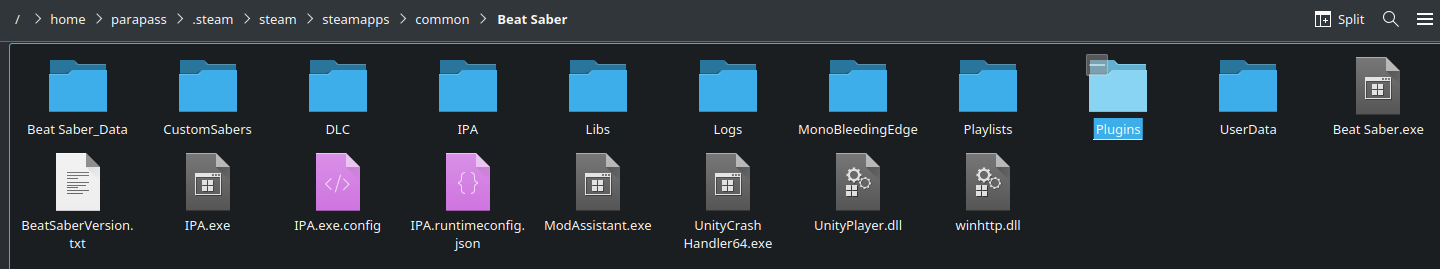 / > home > parapass > .steam > steam > steamapps > common > Beat Saber
Split
Beat Saber_Data
CustomSabers
DLC
IPA
Libs
Logs
MonoBleedingEdge
Playlists
Plugins
UserData
Beat Saber.exe
BeatSaberVersion.
txt
IPA.exe
IPA.exe.config
IPA.runtimeconfig.
json
ModAssistant.exe
UnityCrash
Handler64.exe
UnityPlayer.dll
winhttp.dll